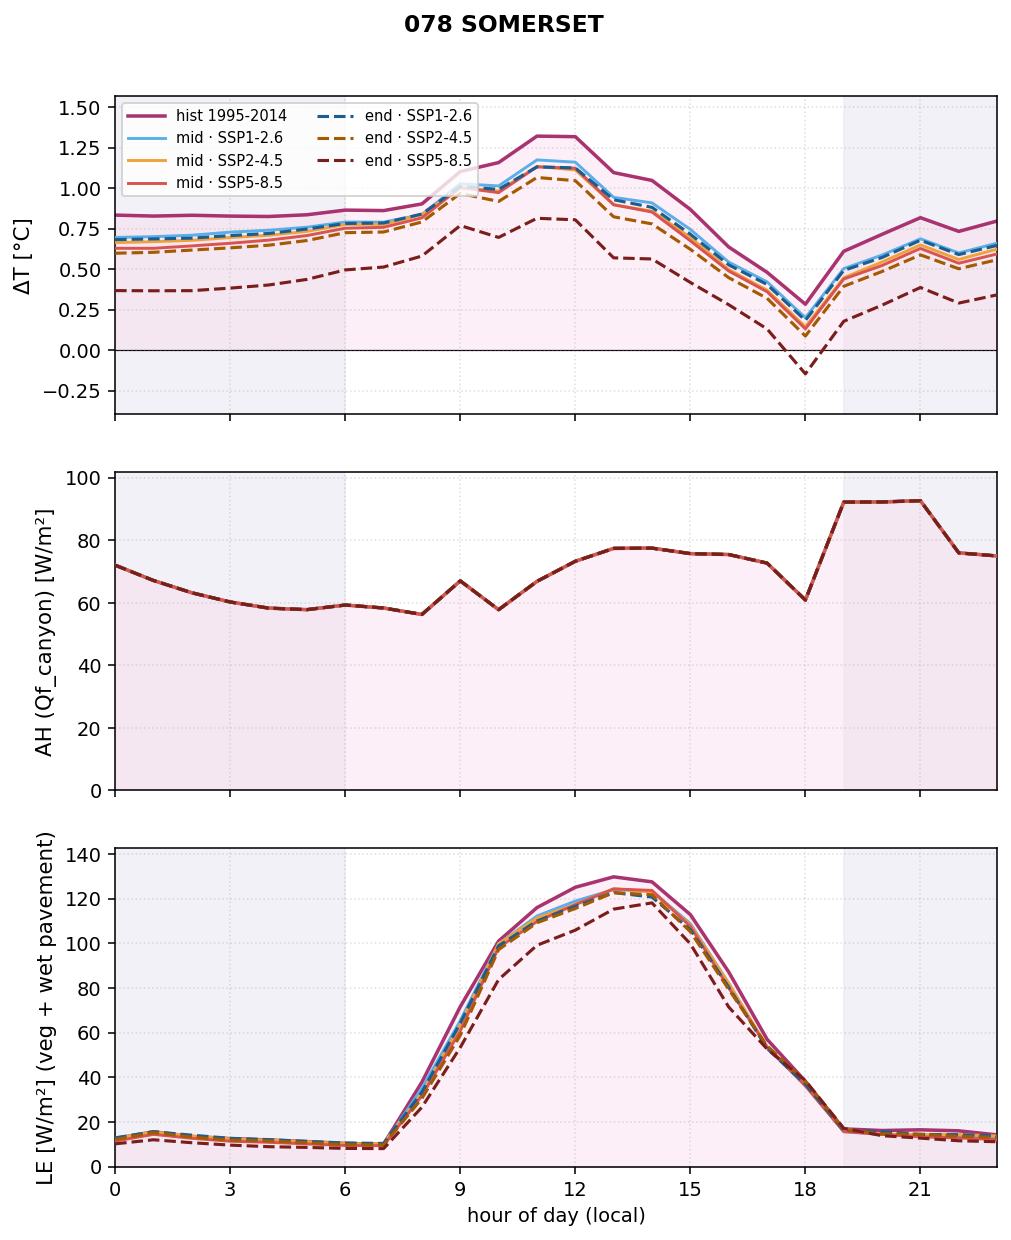 078 SOMERSET
ΔT [°C]
1.50
1.25
1.00
0.75
0.50
0.25
0.00
−0.25
hist 1995-2014
mid · SSP1-2.6
mid · SSP2-4.5
mid · SSP5-8.5
end · SSP1-2.6
end · SSP2-4.5
end · SSP5-8.5
AH (Qf_canyon) [W/m²]
100
80
60
40
20
0
LE [W/m²] (veg + wet pavement)
140
120
100
80
60
40
20
0
0 3 6 9 12 15 18 21
hour of day (local)